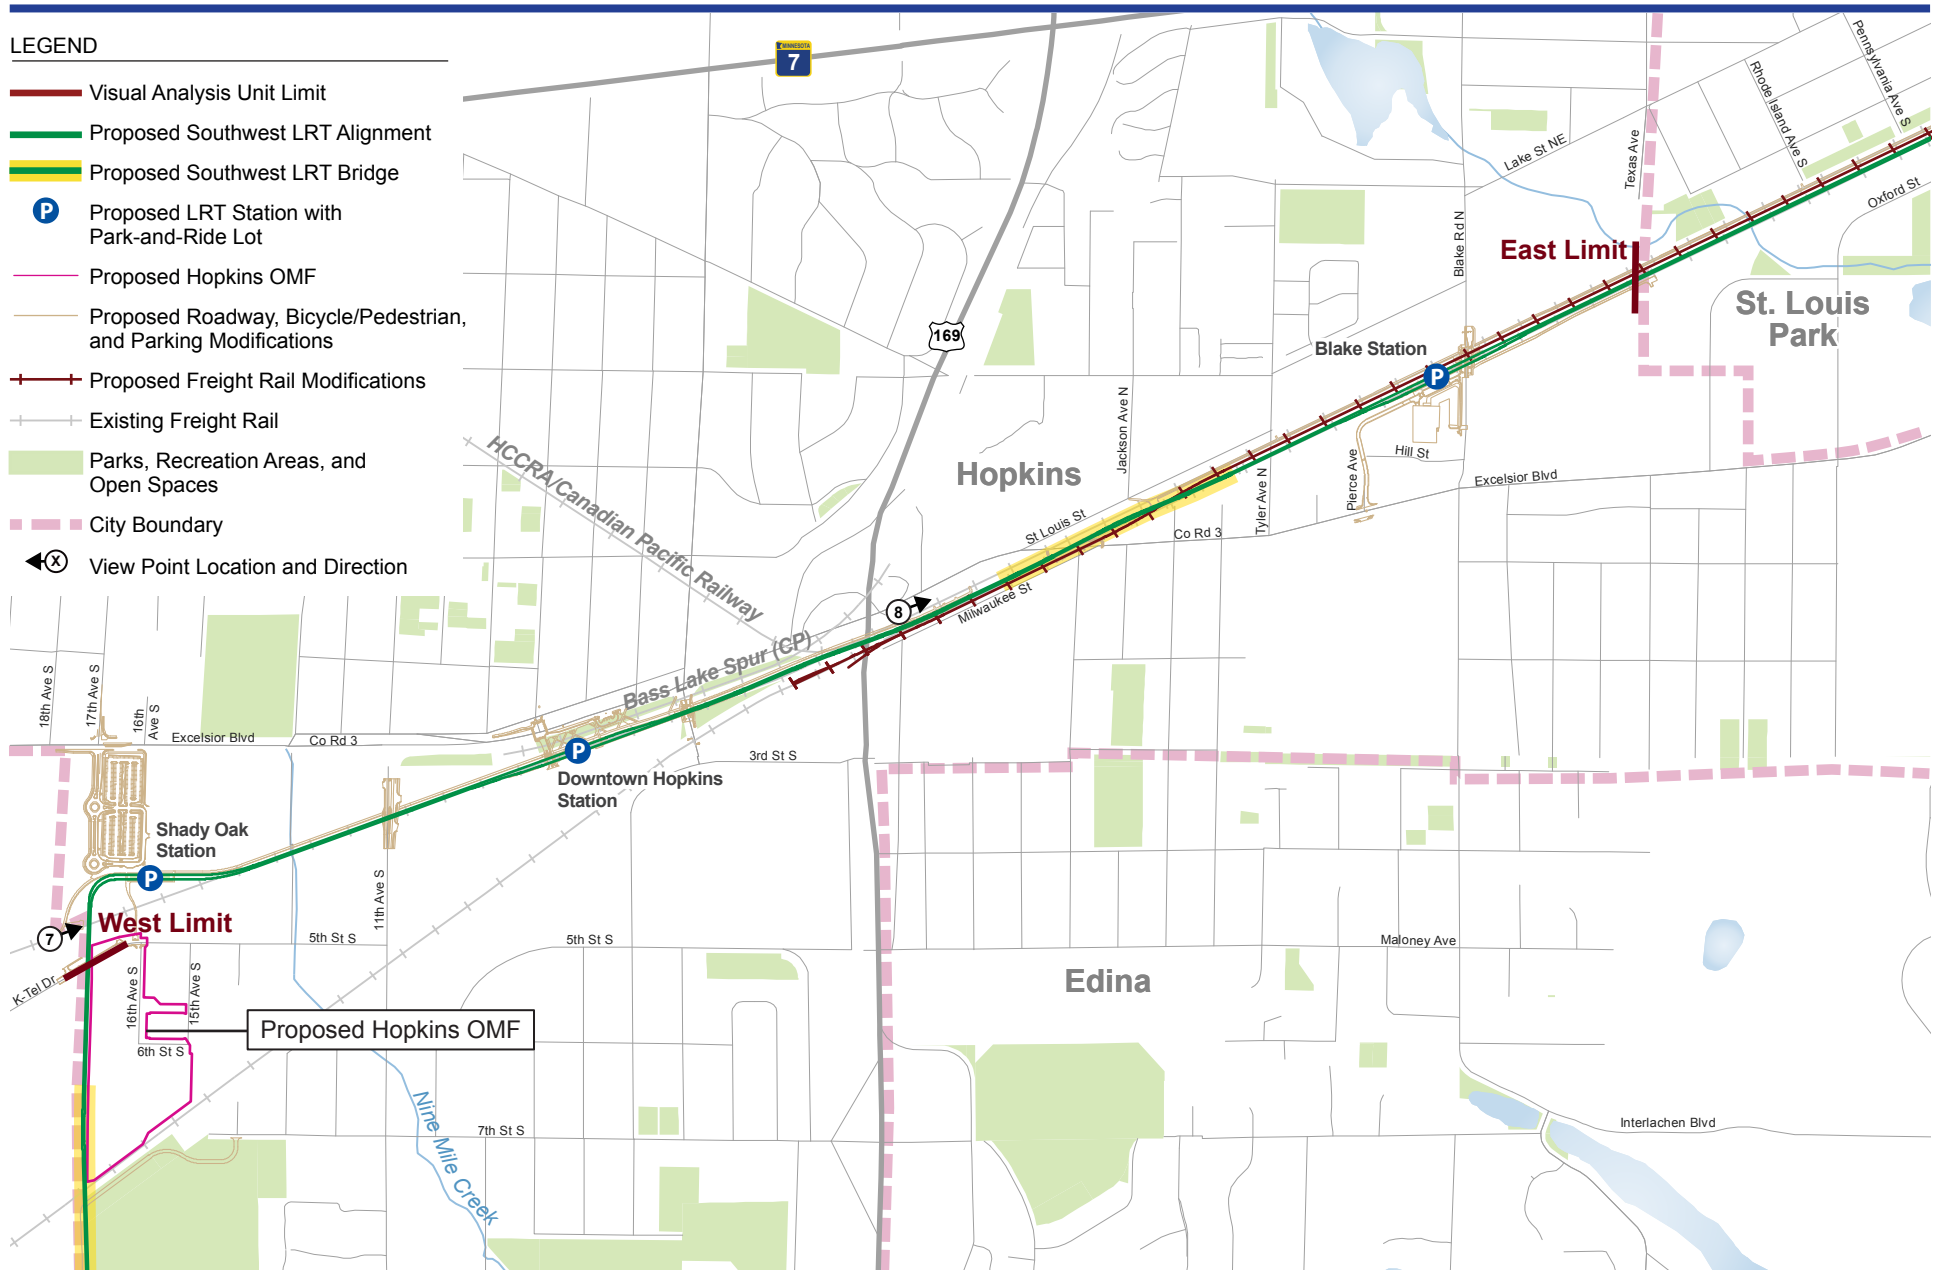 LEGEND
Visual Analysis Unit Limit
Proposed Southwest LRT Alignment
Proposed Southwest LRT Bridge
P
Proposed LRT Station with
Park-and-Ride Lot
Proposed Hopkins OMF
Proposed Roadway, Bicycle/Pedestrian,
and Parking Modifications
Proposed Freight Rail Modifications
Existing Freight Rail
Parks, Recreation Areas, and
Open Spaces
City Boundary
X
View Point Location and Direction
MINNESOTA
7
169
Pennsylvania Ave S
Rhode Island Ave S
Lake St NE
Texas Ave
Oxford St
Blake Rd N
East Limit
St. Louis
Park
Blake Station
P
Jackson Ave N
Hopkins
Hill St
Pierce Ave
Tyler Ave N
Excelsior Blvd
St Louis St
Co Rd 3
HCCRA/Canadian Pacific Railway
8
Milwaukee St
Bass Lake Spur (CP)
18th Ave S
17th Ave S
16th
Ave S
Excelsior Blvd
Co Rd 3
P
3rd St S
Downtown Hopkins
Station
Shady Oak
Station
P
11th Ave S
West Limit
7
5th St S
5th St S
Maloney Ave
K-Tel Dr
16th Ave S
15th Ave S
Edina
Proposed Hopkins OMF
6th St S
Nine Mile Creek
7th St S
Interlachen Blvd